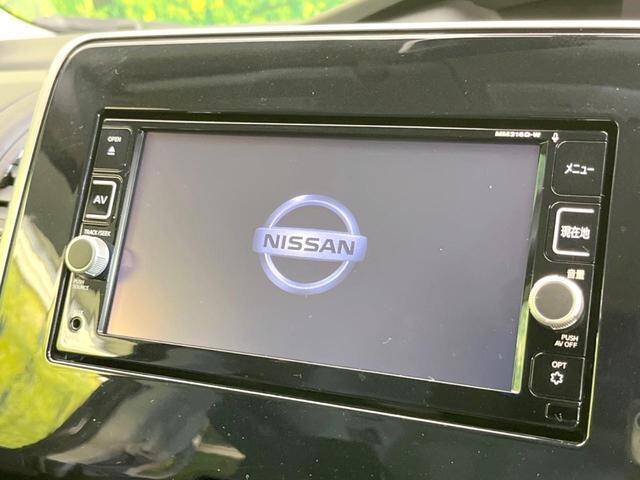 MM316D-W
OPEN
AV
TRACK/SEEK
PUSH
SOURCE
NISSAN
メニュー
現在地
音量
PUSH
AV OFF
OPT